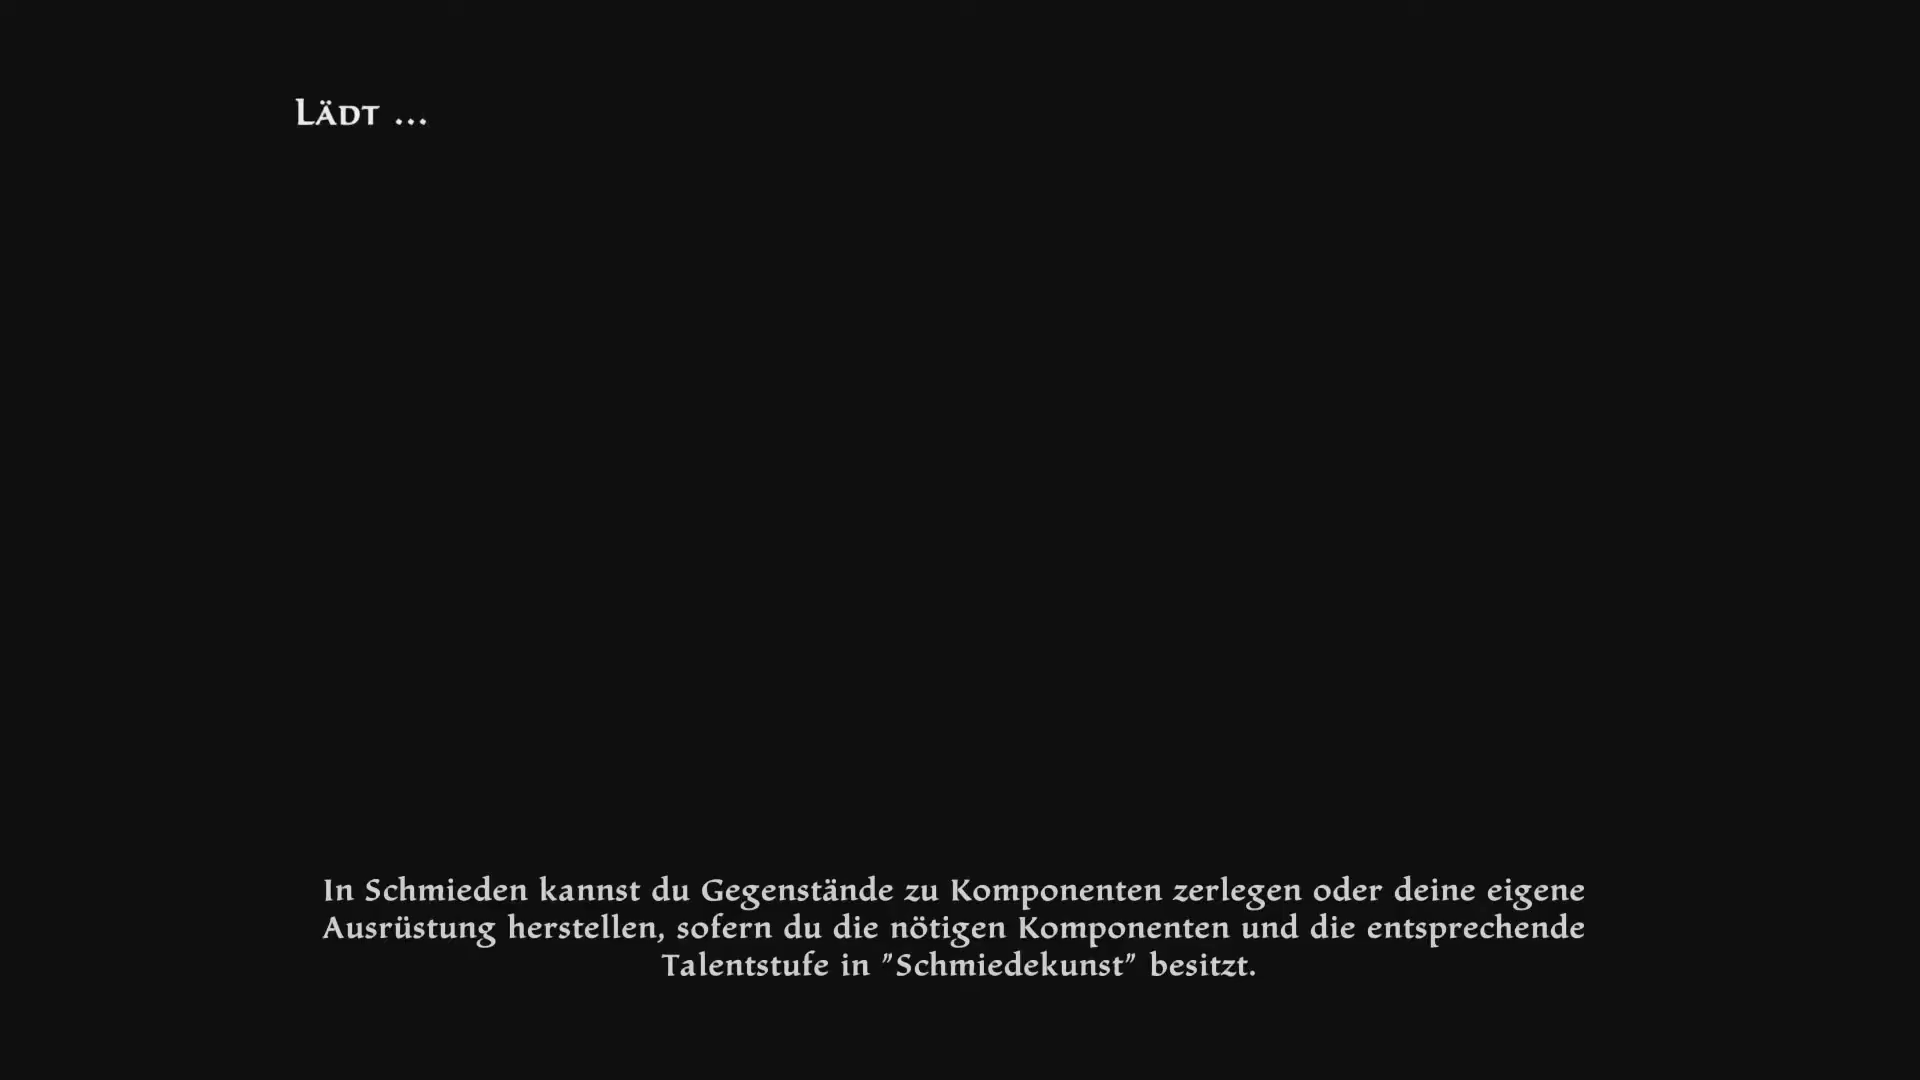 Lädt ...
In Schmieden kannst du Gegenstände zu Komponenten zerlegen oder deine eigene
Ausrüstung herstellen, sofern du die nötigen Komponenten und die entsprechende
Talentstufe in "Schmiedekunst" besitzt.